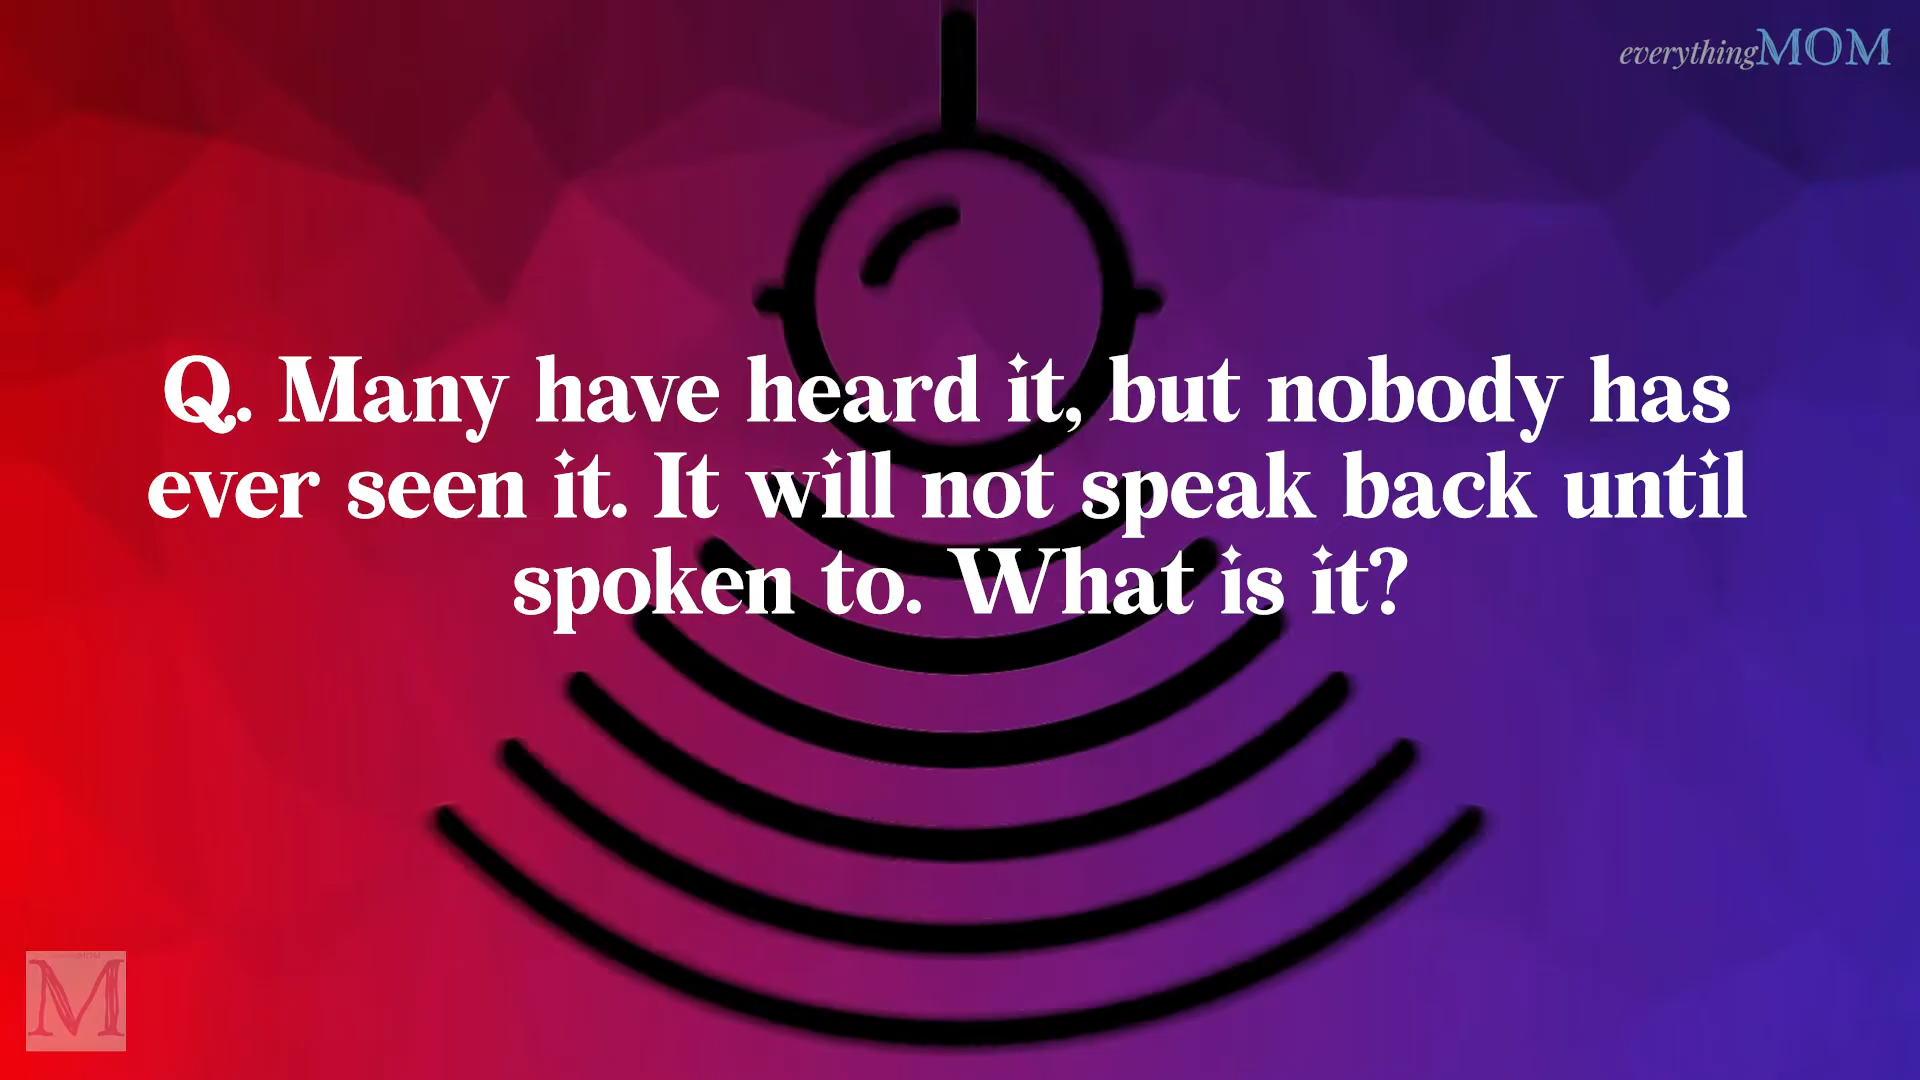 everythingMOM
Q. Many have heard it, but nobody has
ever seen it. It will not speak back until
spoken to. What is it?
M